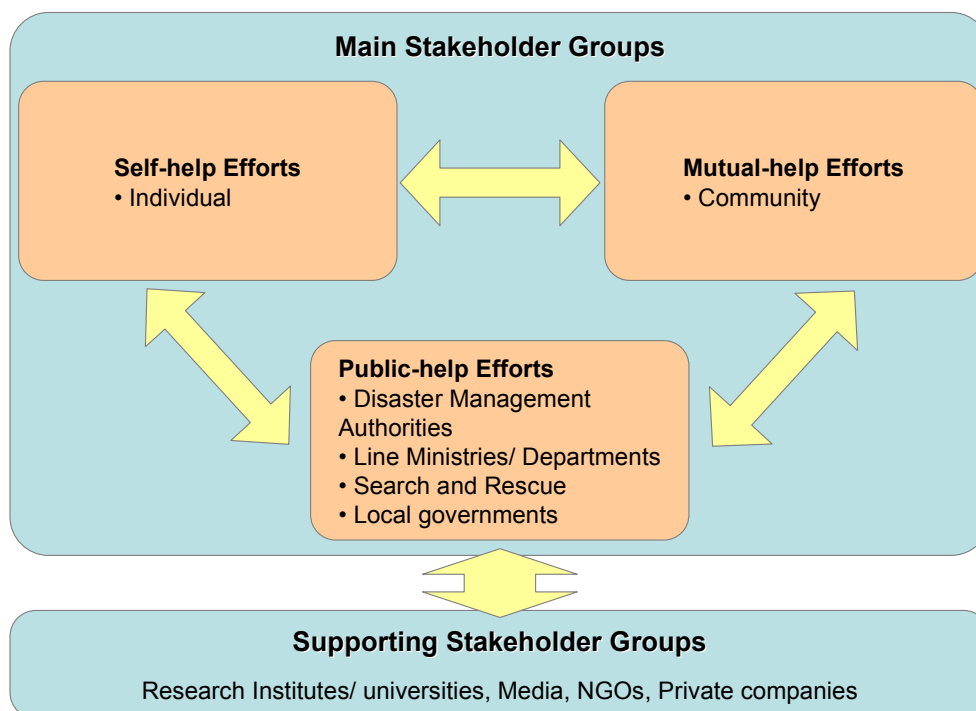 Main Stakeholder Groups
Self-help Efforts
• Individual
Mutual-help Efforts
• Community
Public-help Efforts
• Disaster Management
Authorities
• Line Ministries/ Departments
• Search and Rescue
• Local governments
Supporting Stakeholder Groups
Research Institutes/ universities, Media, NGOs, Private companies